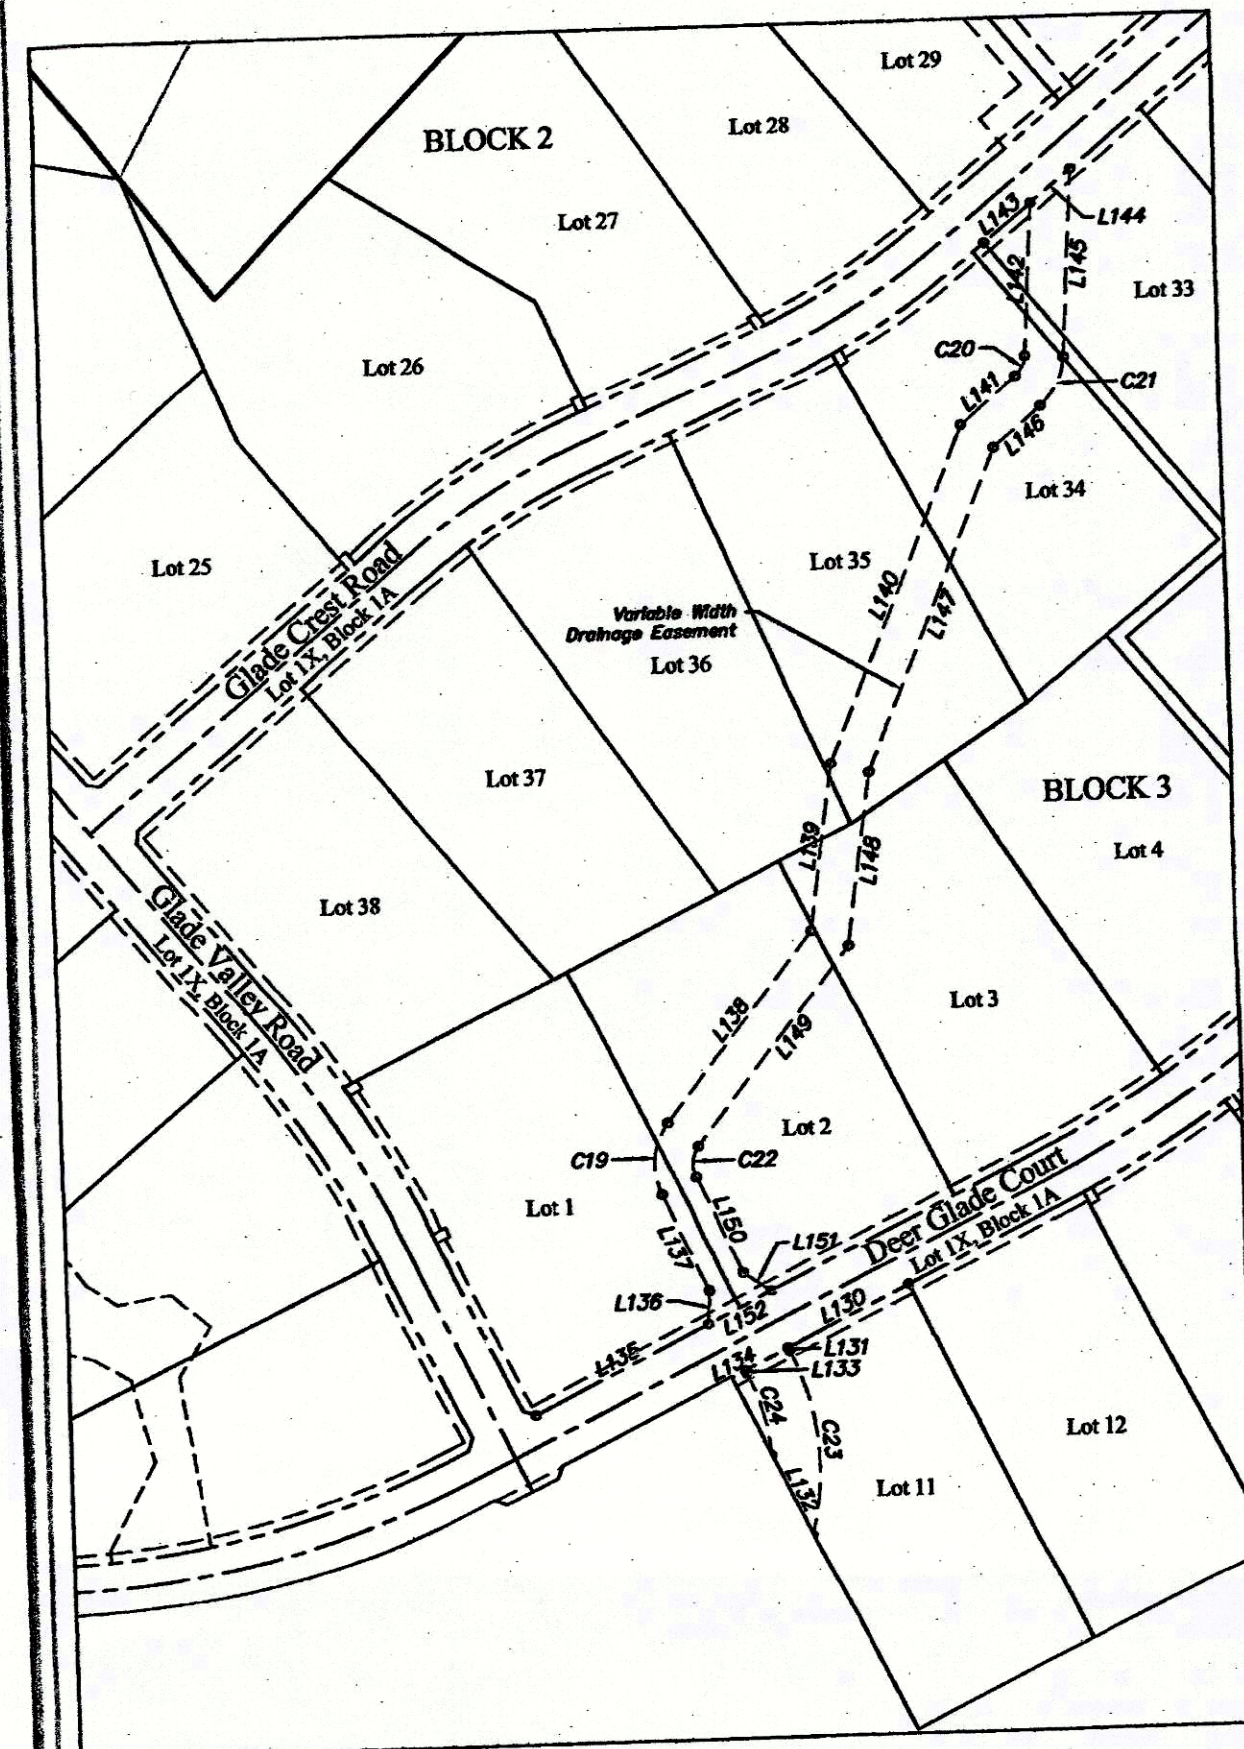 Lot 29
BLOCK 2
Lot 28
Lot 27
L143
L144
L142
L145
Lot 33
Lot 26
C20
C21
L141
L146
Lot 34
Lot 25
Lot 35
Glade Crest Road
Lot 1X, Block 1A
L140
L147
Variable Width
Drainage Easement
Lot 36
Lot 37
BLOCK 3
L139
L148
Lot 4
Lot 38
Glade Valley Road
Lot 1X, Block 1A
Lot 3
L138
L149
Lot 2
C19
C22
Lot 1
L150
L137
L151
Deer Glade Court
Lot 1X, Block 1A
L136
L152
L130
L135
L134
L131
L133
C24
C23
Lot 12
L132
Lot 11